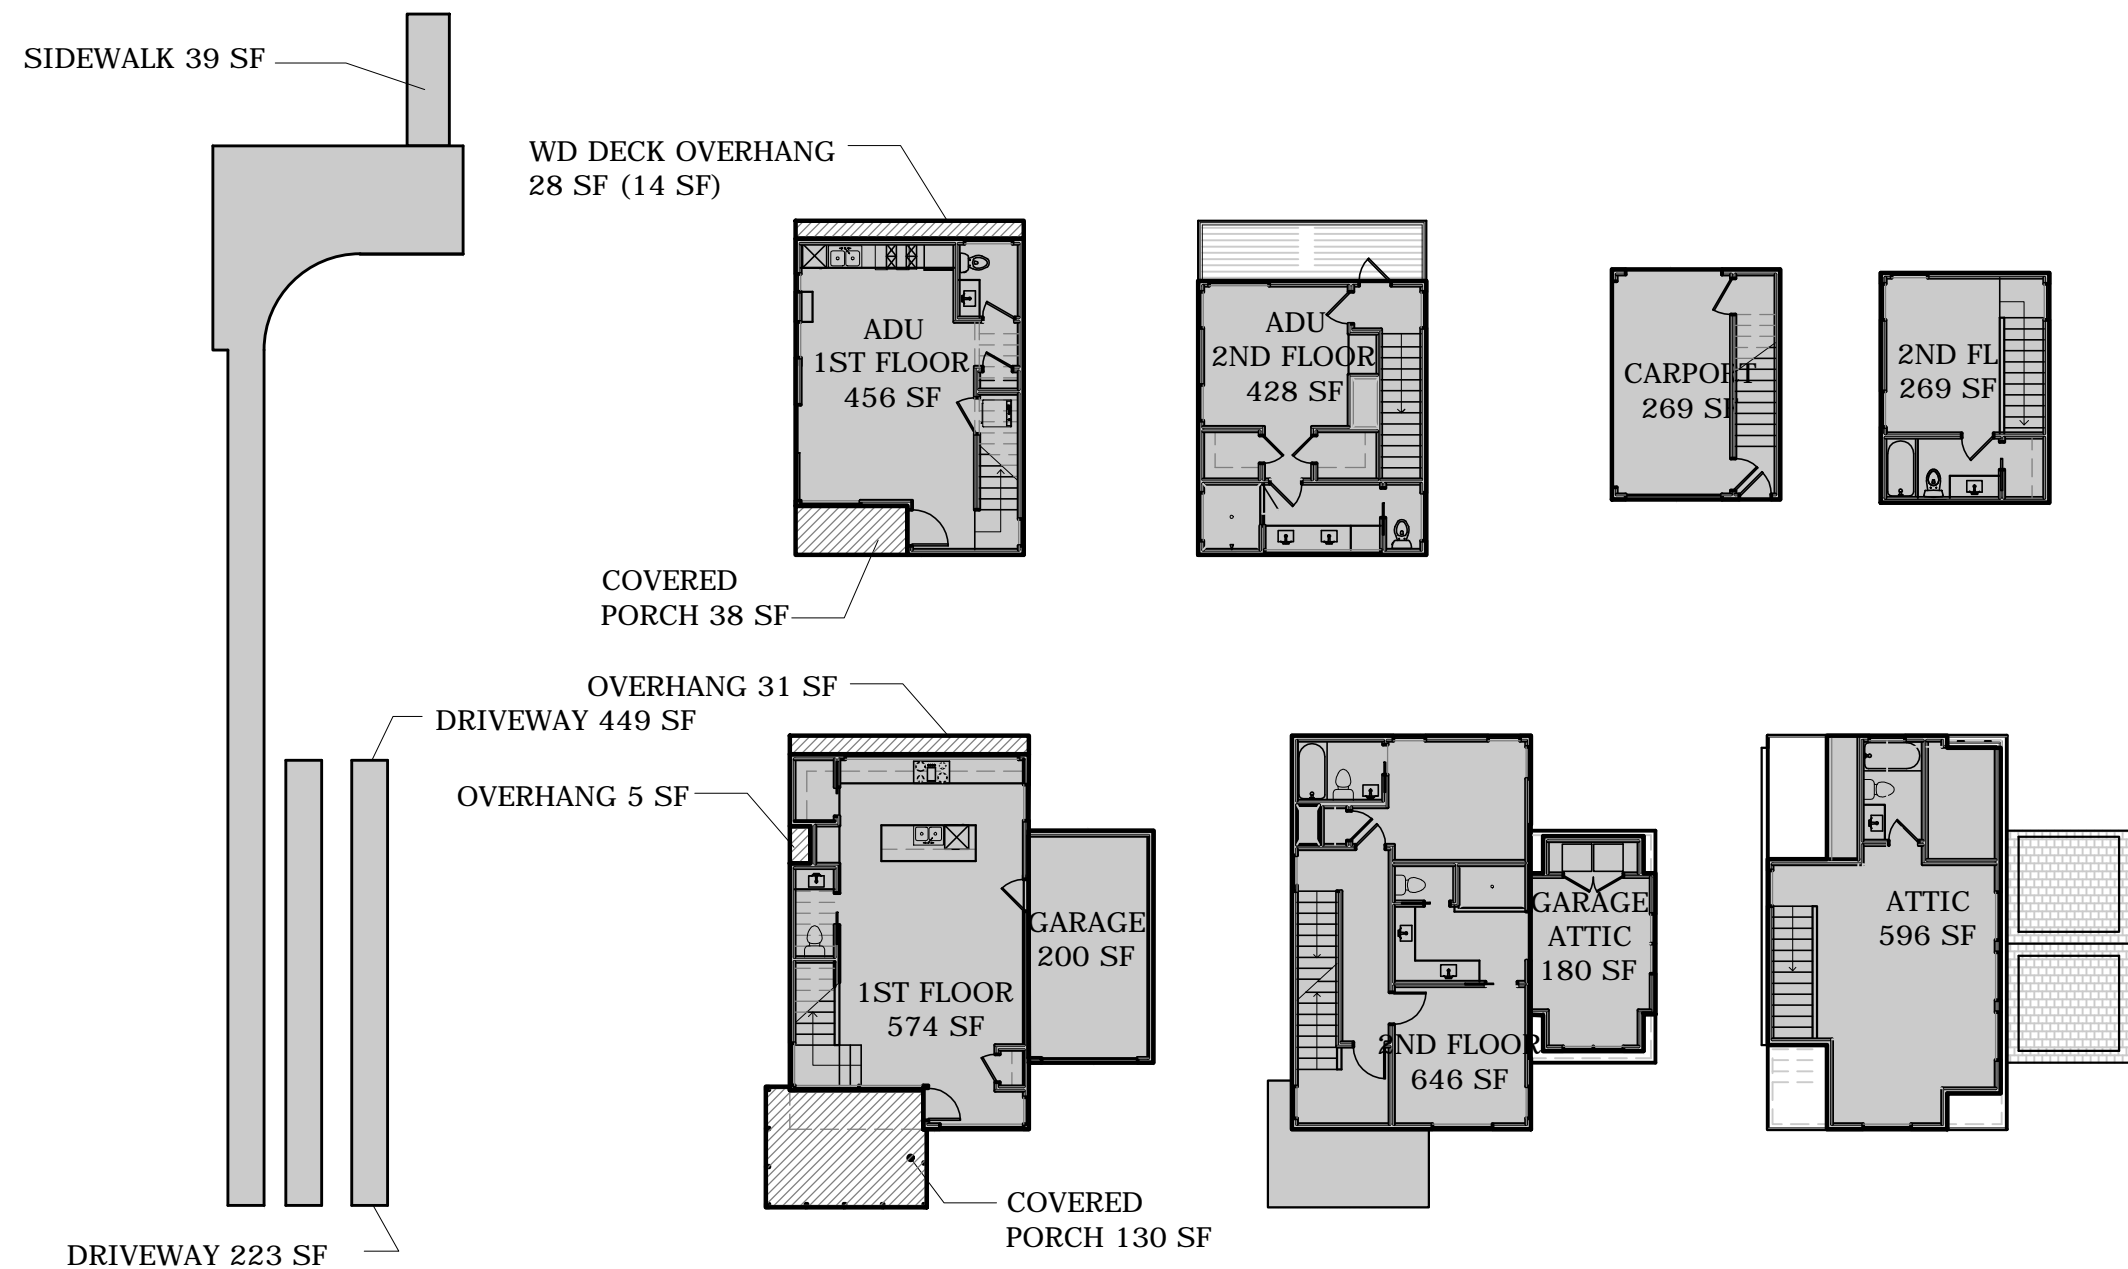 SIDEWALK 39 SF
WD DECK OVERHANG
28 SF (14 SF)
ADU
1ST FLOOR
456 SF
COVERED
PORCH 38 SF
ADU
2ND FLOOR
428 SF
CARPORT
269 SF
2ND FL
269 SF
OVERHANG 31 SF
DRIVEWAY 449 SF
OVERHANG 5 SF
GARAGE
200 SF
1ST FLOOR
574 SF
COVERED
PORCH 130 SF
DRIVEWAY 223 SF
GARAGE
ATTIC
180 SF
2ND FLOOR
646 SF
ATTIC
596 SF